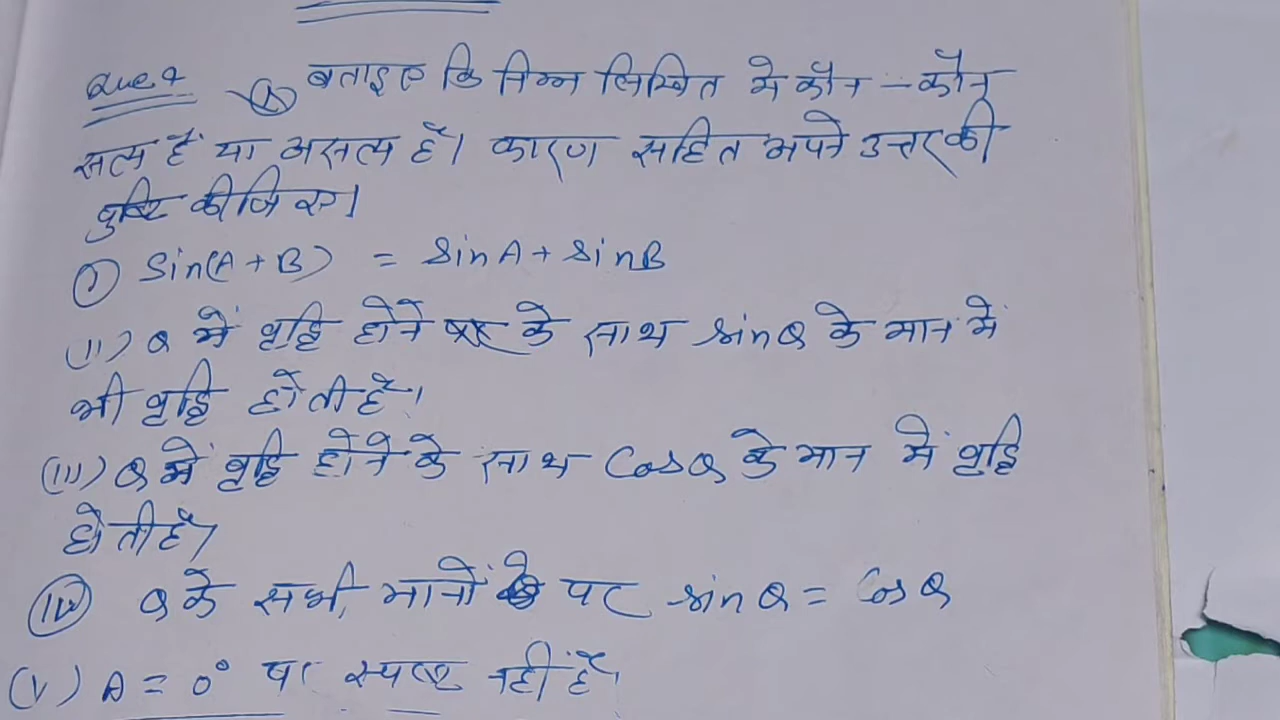 Que 4 (A) बताइए कि निम्न लिखित मे कौन - कौन
सत्य हैं या असत्य हैं। कारण सहित अपने उत्तर की
पुष्टि कीजिए।
(I) Sin(A + B) = sinA + sinB
(II) θ में वृद्धि होने के साथ sinθ के मान में
भी वृद्धि होती है।
(III) θ में वृद्धि होने के साथ Cosθ के मान में वृद्धि
होती है।
(IV) θ के सभी मानों पर sinθ = Cosθ
(V) A = 0° पर स्पष्ट नहीं है।